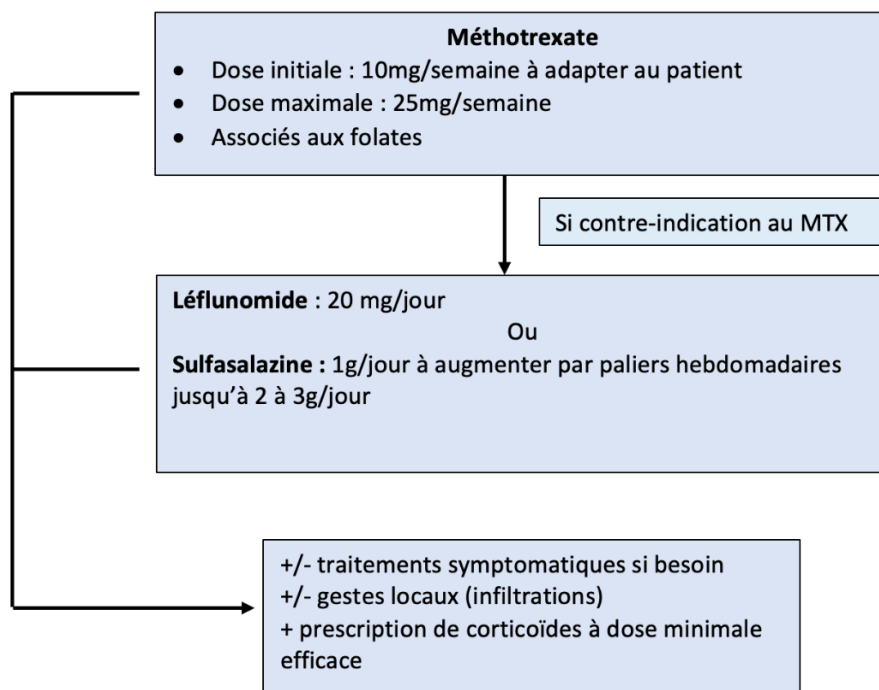 Méthotrexate
• Dose initiale : 10mg/semaine à adapter au patient
• Dose maximale : 25mg/semaine
• Associés aux folates
Si contre-indication au MTX
Léflunomide : 20 mg/jour
Ou
Sulfasalazine : 1g/jour à augmenter par paliers hebdomadaires
jusqu’à 2 à 3g/jour
+/- traitements symptomatiques si besoin
+/- gestes locaux (infiltrations)
+ prescription de corticoïdes à dose minimale
efficace